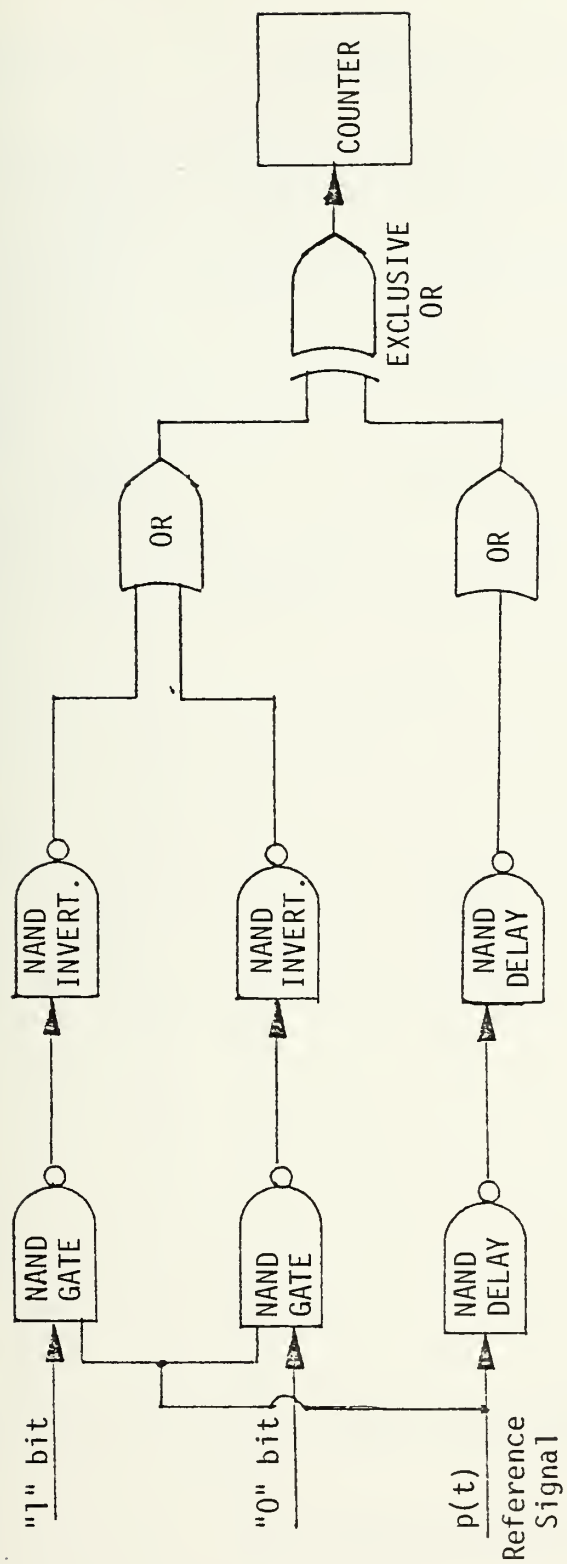 "1" bit
NAND
GATE
NAND
INVERT.
"0" bit
NAND
GATE
NAND
INVERT.
OR
p(t)
Reference
Signal
NAND
DELAY
NAND
DELAY
OR
EXCLUSIVE
OR
COUNTER